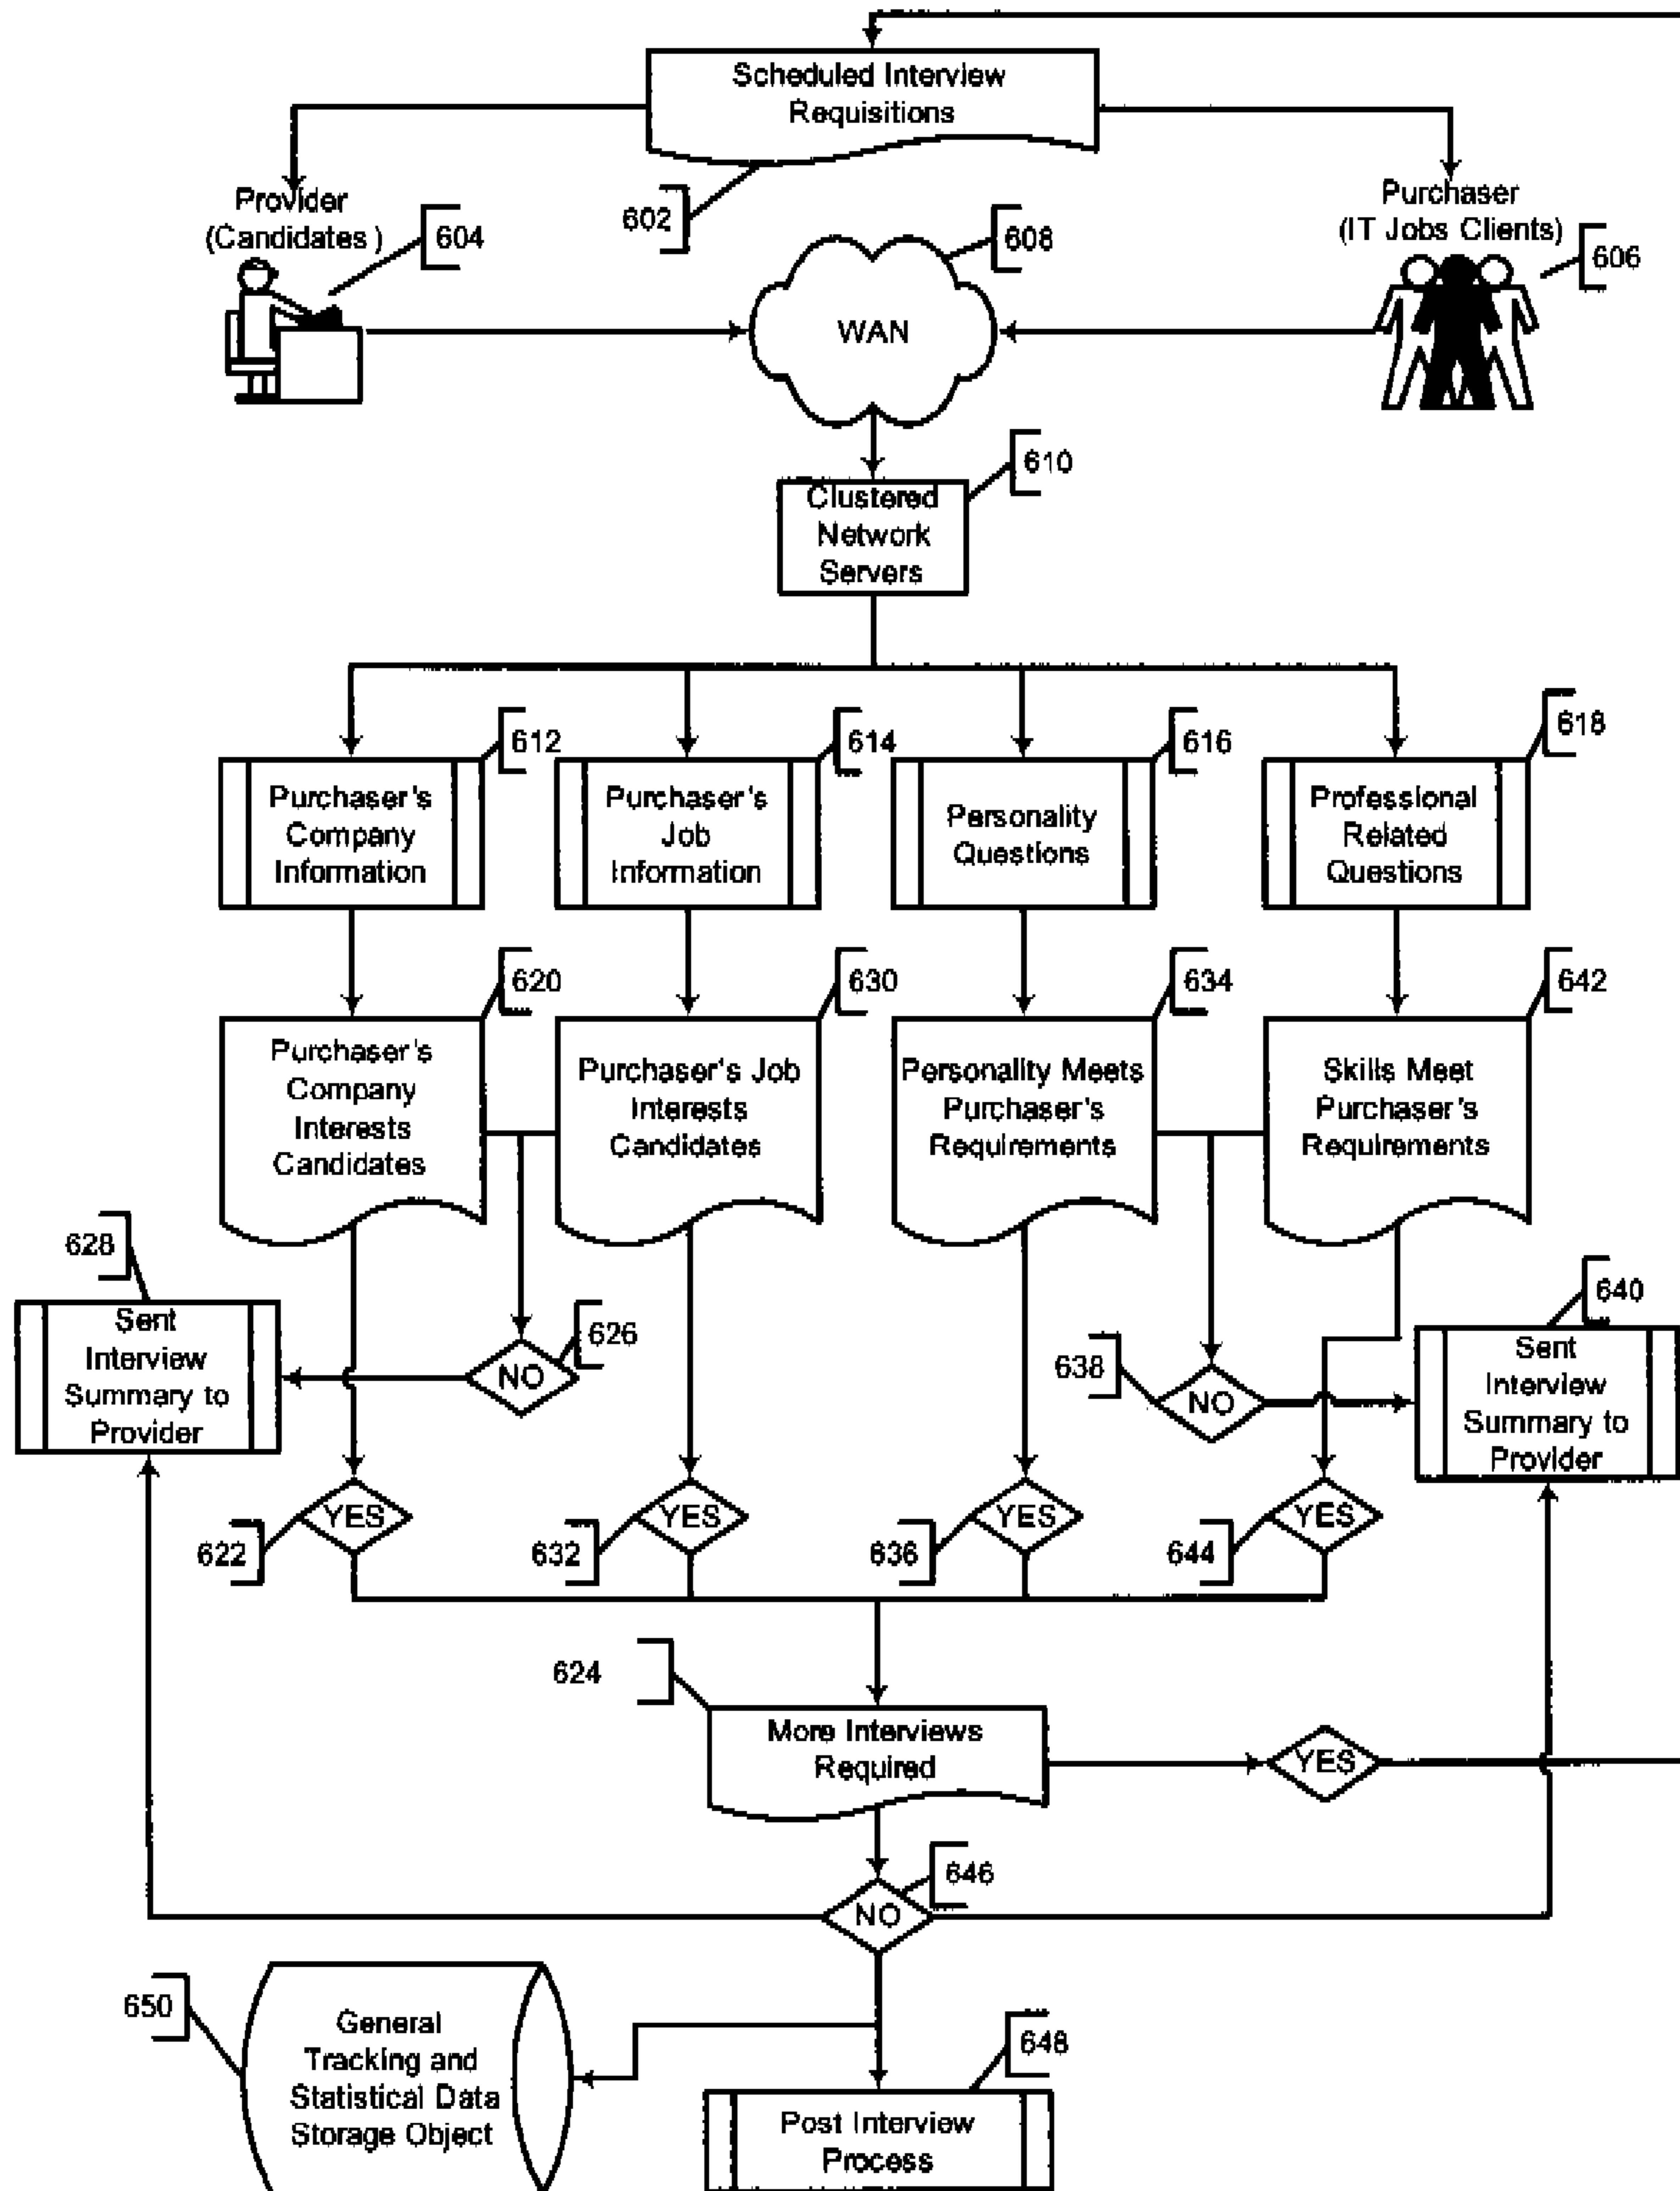 Scheduled Interview
Requisitions
602
Provider
(Candidates)
604
608
WAN
Purchaser
(IT Jobs Clients)
606
610
Clustered
Network
Servers
612
614
616
618
Purchaser's
Company
Information
Purchaser's
Job
Information
Personality
Questions
Professional
Related
Questions
620
630
634
642
Purchaser's
Company
Interests
Candidates
Purchaser's Job
Interests
Candidates
Personality Meets
Purchaser's
Requirements
Skills Meet
Purchaser's
Requirements
628
Sent
Interview
Summary to
Provider
626
NO
638
NO
640
Sent
Interview
Summary to
Provider
YES
622
YES
632
YES
636
YES
644
624
More Interviews
Required
YES
646
NO
650
General
Tracking and
Statistical Data
Storage Object
648
Post Interview
Process